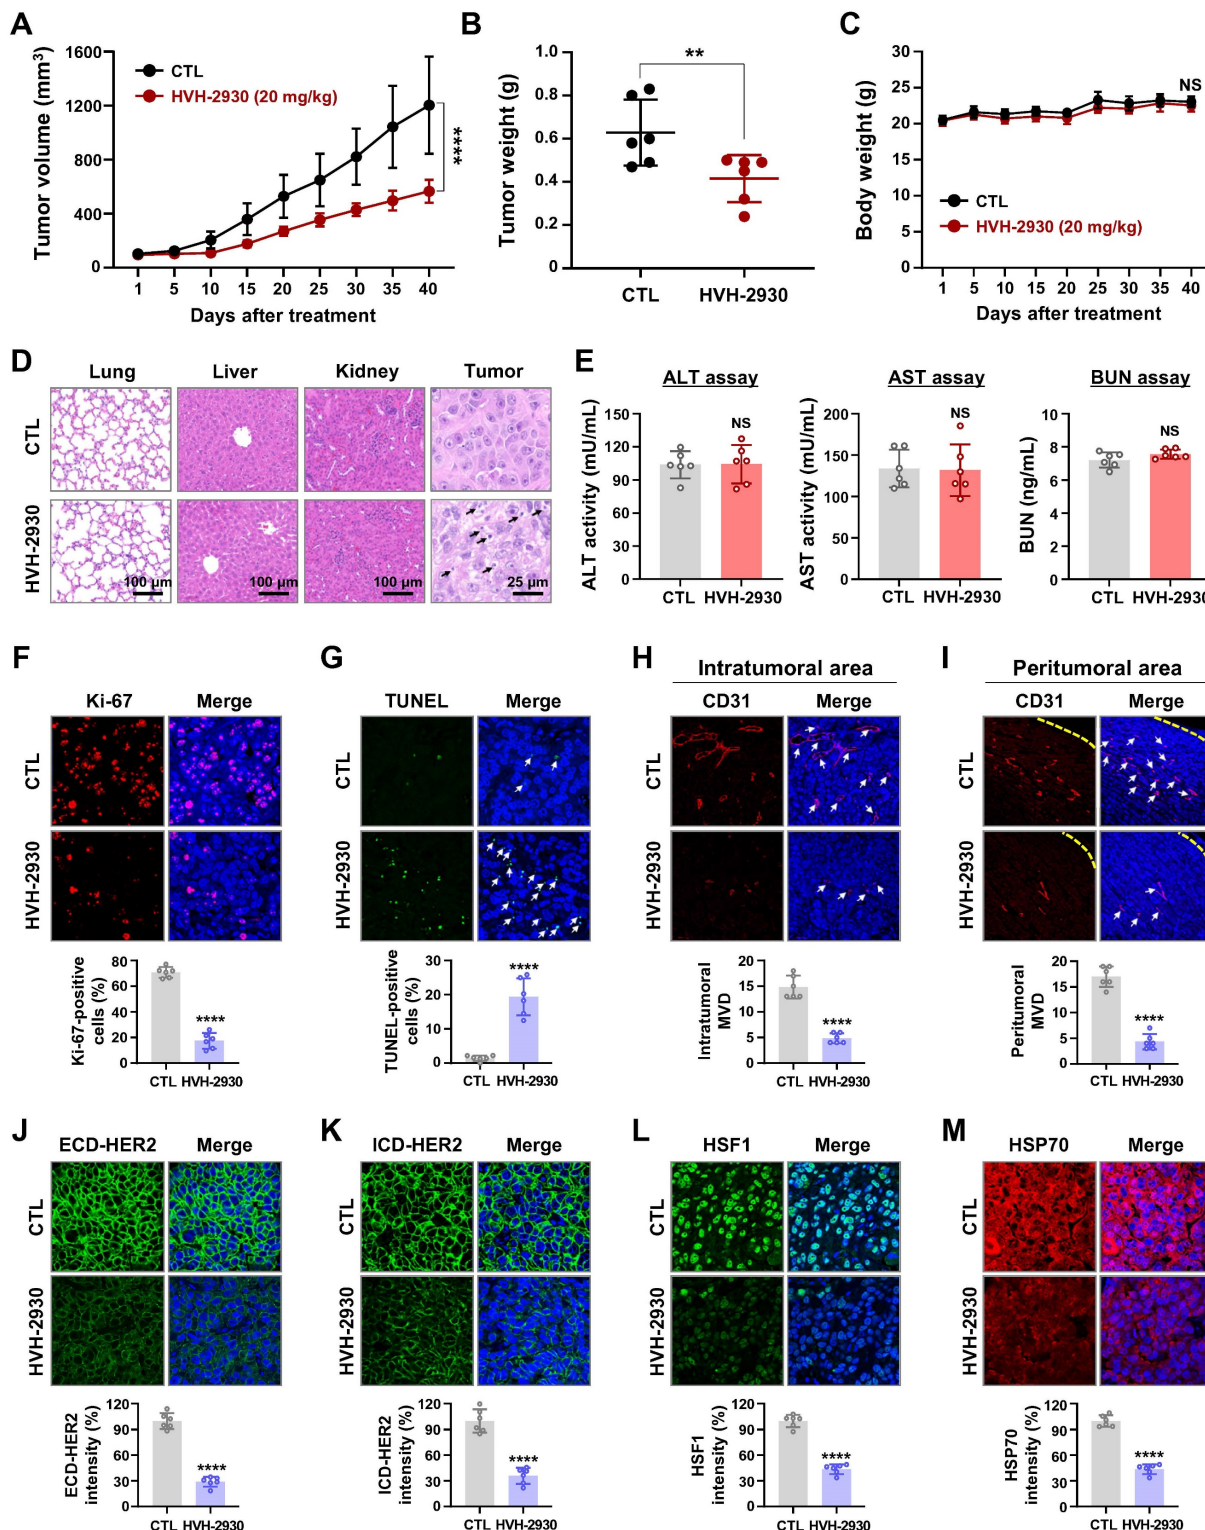 A
Tumor volume (mm³)
1600
1200
800
400
0
CTL
HVH-2930 (20 mg/kg)
****
1 5 10 15 20 25 30 35 40
Days after treatment
B
Tumor weight (g)
1.0
0.8
0.6
0.4
0.2
0
**
CTL HVH-2930
C
Body weight (g)
30
25
20
15
10
5
0
NS
CTL
HVH-2930 (20 mg/kg)
1 5 10 15 20 25 30 35 40
Days after treatment
D
Lung Liver Kidney Tumor
CTL
HVH-2930
100 μm 100 μm 100 μm 25 μm
E
ALT assay
ALT activity (mU/mL)
150
120
90
60
30
0
NS
CTL HVH-2930
AST assay
AST activity (mU/mL)
200
150
100
50
0
NS
CTL HVH-2930
BUN assay
BUN (ng/mL)
8
6
4
2
0
NS
CTL HVH-2930
F
Ki-67 Merge
CTL
HVH-2930
Ki-67-positive
cells (%)
80
60
40
20
0
****
CTL HVH-2930
G
TUNEL Merge
CTL
HVH-2930
TUNEL-positive
cells (%)
30
20
10
0
****
CTL HVH-2930
H
Intratumoral area
CD31 Merge
CTL
HVH-2930
Intratumoral
MVD
20
15
10
5
0
****
CTL HVH-2930
I
Peritumoral area
CD31 Merge
CTL
HVH-2930
Peritumoral
MVD
20
15
10
5
0
****
CTL HVH-2930
J
ECD-HER2 Merge
CTL
HVH-2930
ECD-HER2
intensity (%)
120
90
60
30
0
****
CTL HVH-2930
K
ICD-HER2 Merge
CTL
HVH-2930
ICD-HER2
intensity (%)
120
90
60
30
0
****
CTL HVH-2930
L
HSF1 Merge
CTL
HVH-2930
HSF1
intensity (%)
120
90
60
30
0
****
CTL HVH-2930
M
HSP70 Merge
CTL
HVH-2930
HSP70
intensity (%)
120
90
60
30
0
****
CTL HVH-2930